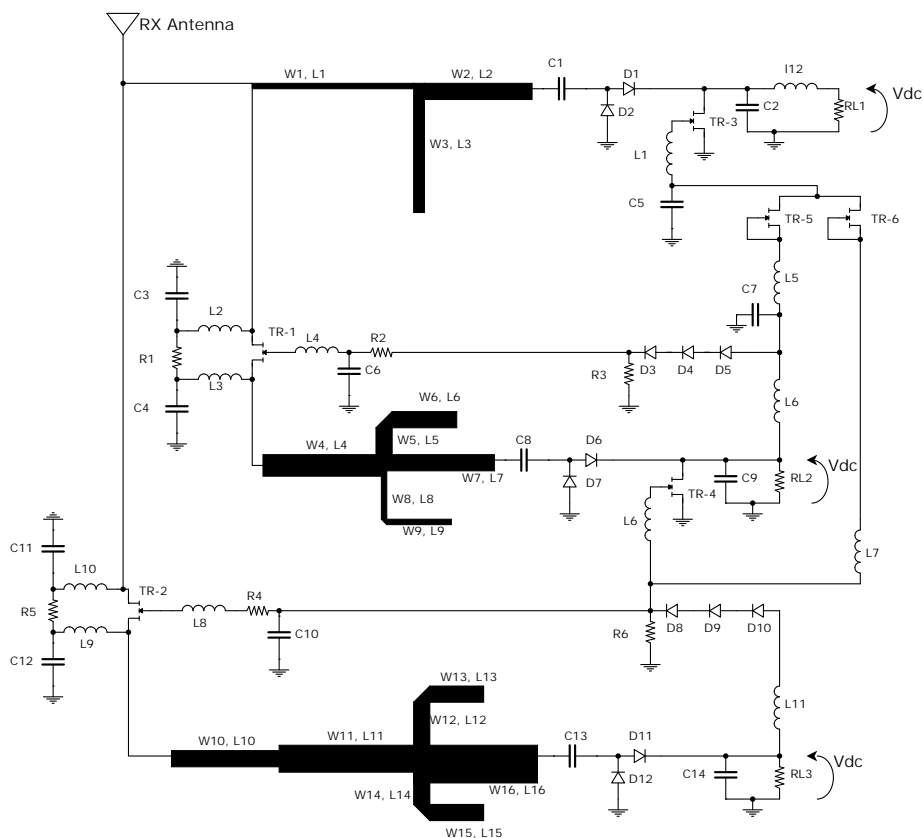 RX Antenna
W1, L1
W2, L2
C1
D1
I12
D2
TR-3
C2
RL1
Vdc
W3, L3
L1
C5
TR-5
TR-6
L5
C3
L2
C7
TR-1
L4
R2
R1
L3
C6
R3
D3
D4
D5
C4
L6
W6, L6
W5, L5
W4, L4
C8
D6
W7, L7
D7
TR-4
C9
RL2
Vdc
W8, L8
L6
W9, L9
L7
C11
L10
TR-2
R4
R5
L8
L9
C10
R6
D8
D9
D10
C12
W13, L13
L11
W12, L12
W10, L10
W11, L11
C13
D11
D12
C14
RL3
Vdc
W14, L14
W16, L16
W15, L15